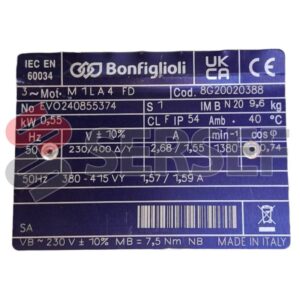 IEC EN
60034
Bonfiglioli
UK
CA
3~Mot. M 1LA4 FD Cod. 8G20020388
No EVO240855374 S1 IM B N20 9,6 kg
kW 0,55 CL F IP 54 Amb. 40 °C
Hz V ± 10% A min-1 cosφ
50 230/400 Δ/Y 2,68/1,55 1380 0,74
SERSEFF
50Hz 380-415 VY 1,57/1,59 A
SA
CE
VB ~ 230 V ± 10% MB = 7,5 Nm NB MADE IN ITALY